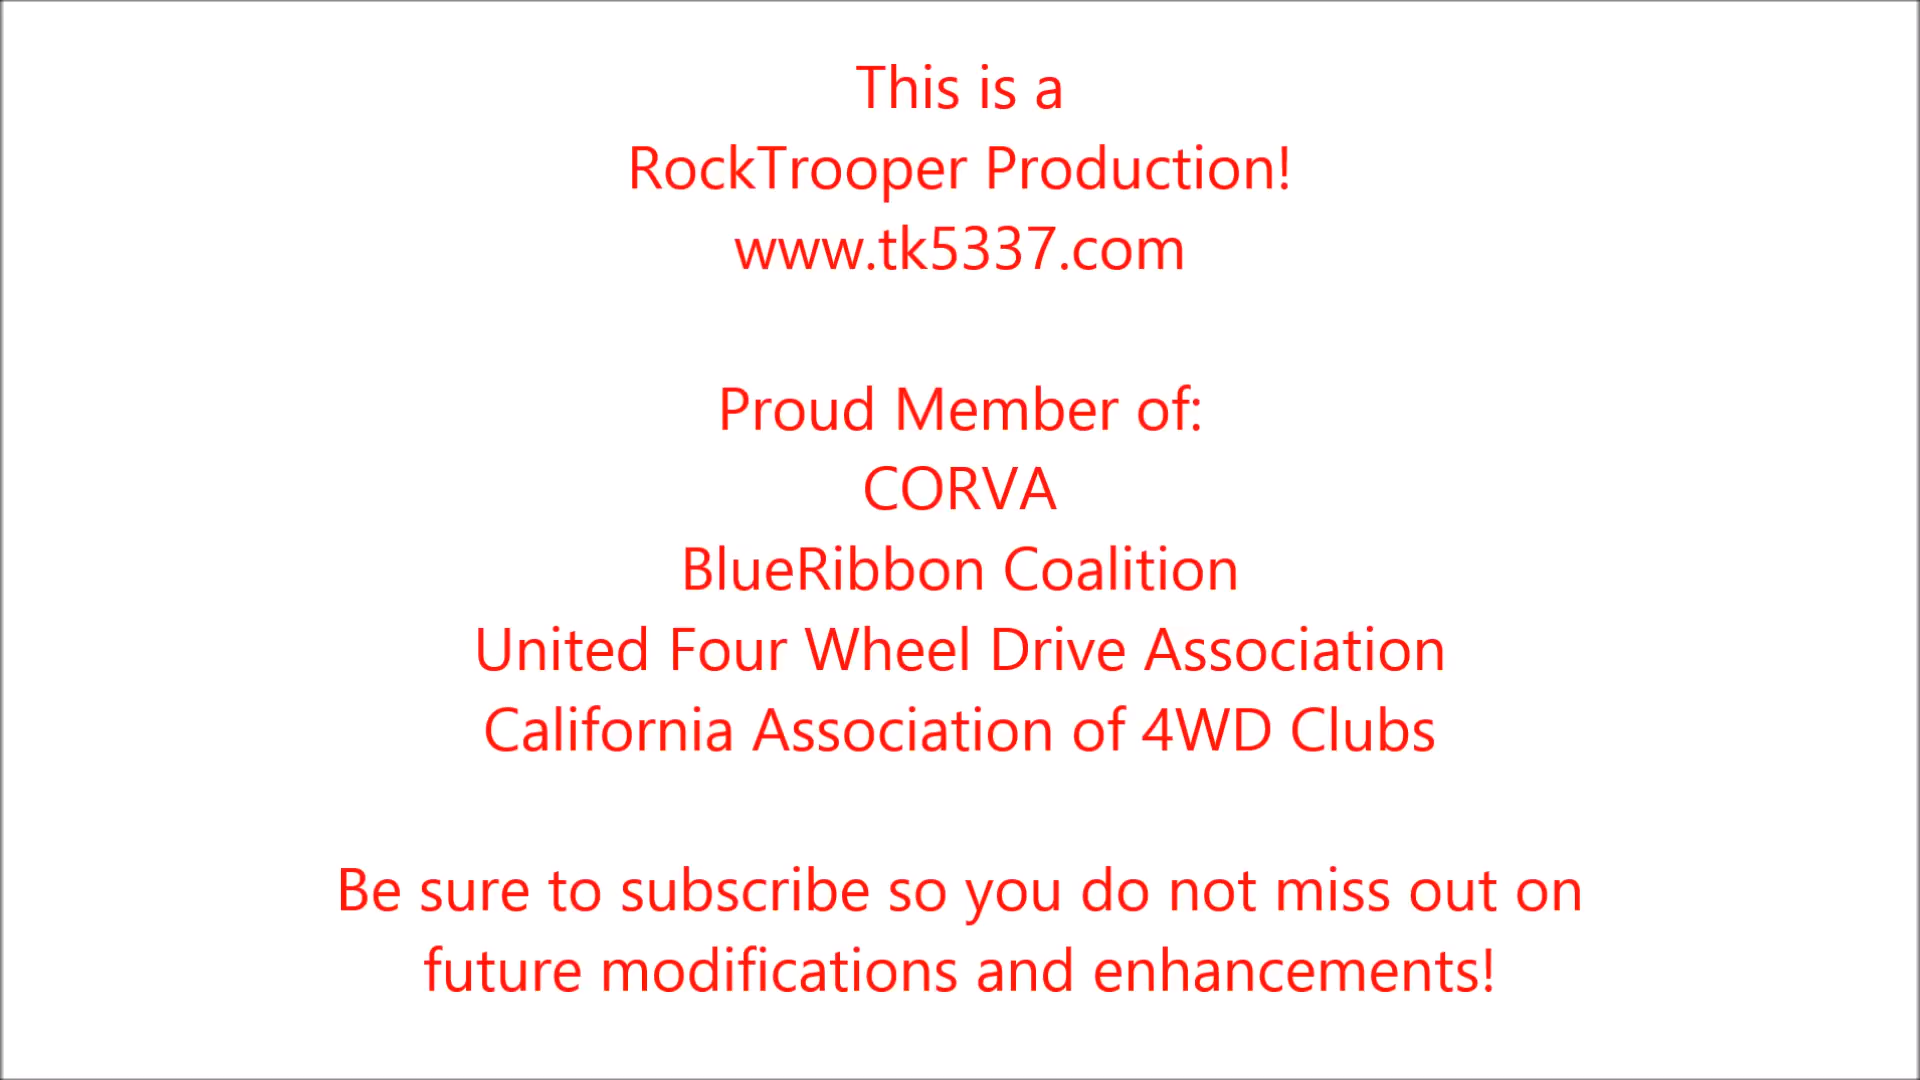 This is a
RockTrooper Production!
www.tk5337.com
Proud Member of:
CORVA
BlueRibbon Coalition
United Four Wheel Drive Association
California Association of 4WD Clubs
Be sure to subscribe so you do not miss out on
future modifications and enhancements!